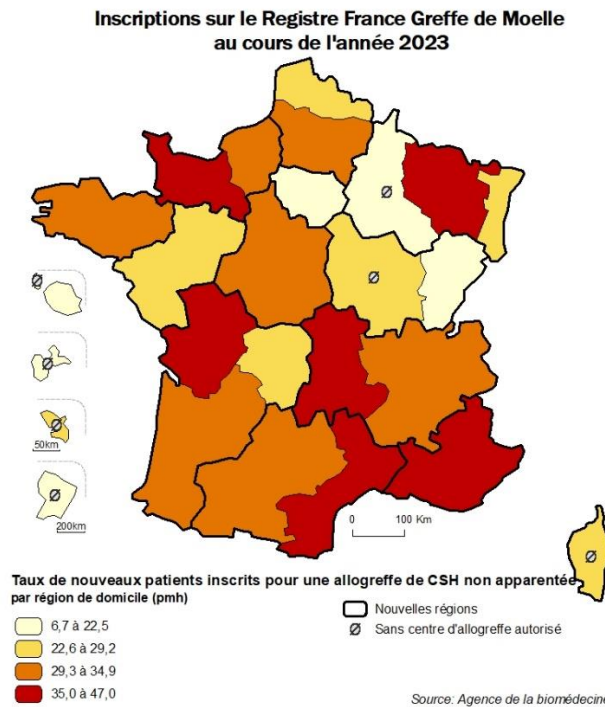 Inscriptions sur le Registre France Greffe de Moelle
au cours de l'année 2023
50km
200km
0 100 Km
Taux de nouveaux patients inscrits pour une allogreffe de CSH non apparentée
par région de domicile (pmh)
6,7 à 22,5
22,6 à 29,2
29,3 à 34,9
35,0 à 47,0
Nouvelles régions
Sans centre d'allogreffe autorisé
Source: Agence de la biomédecine